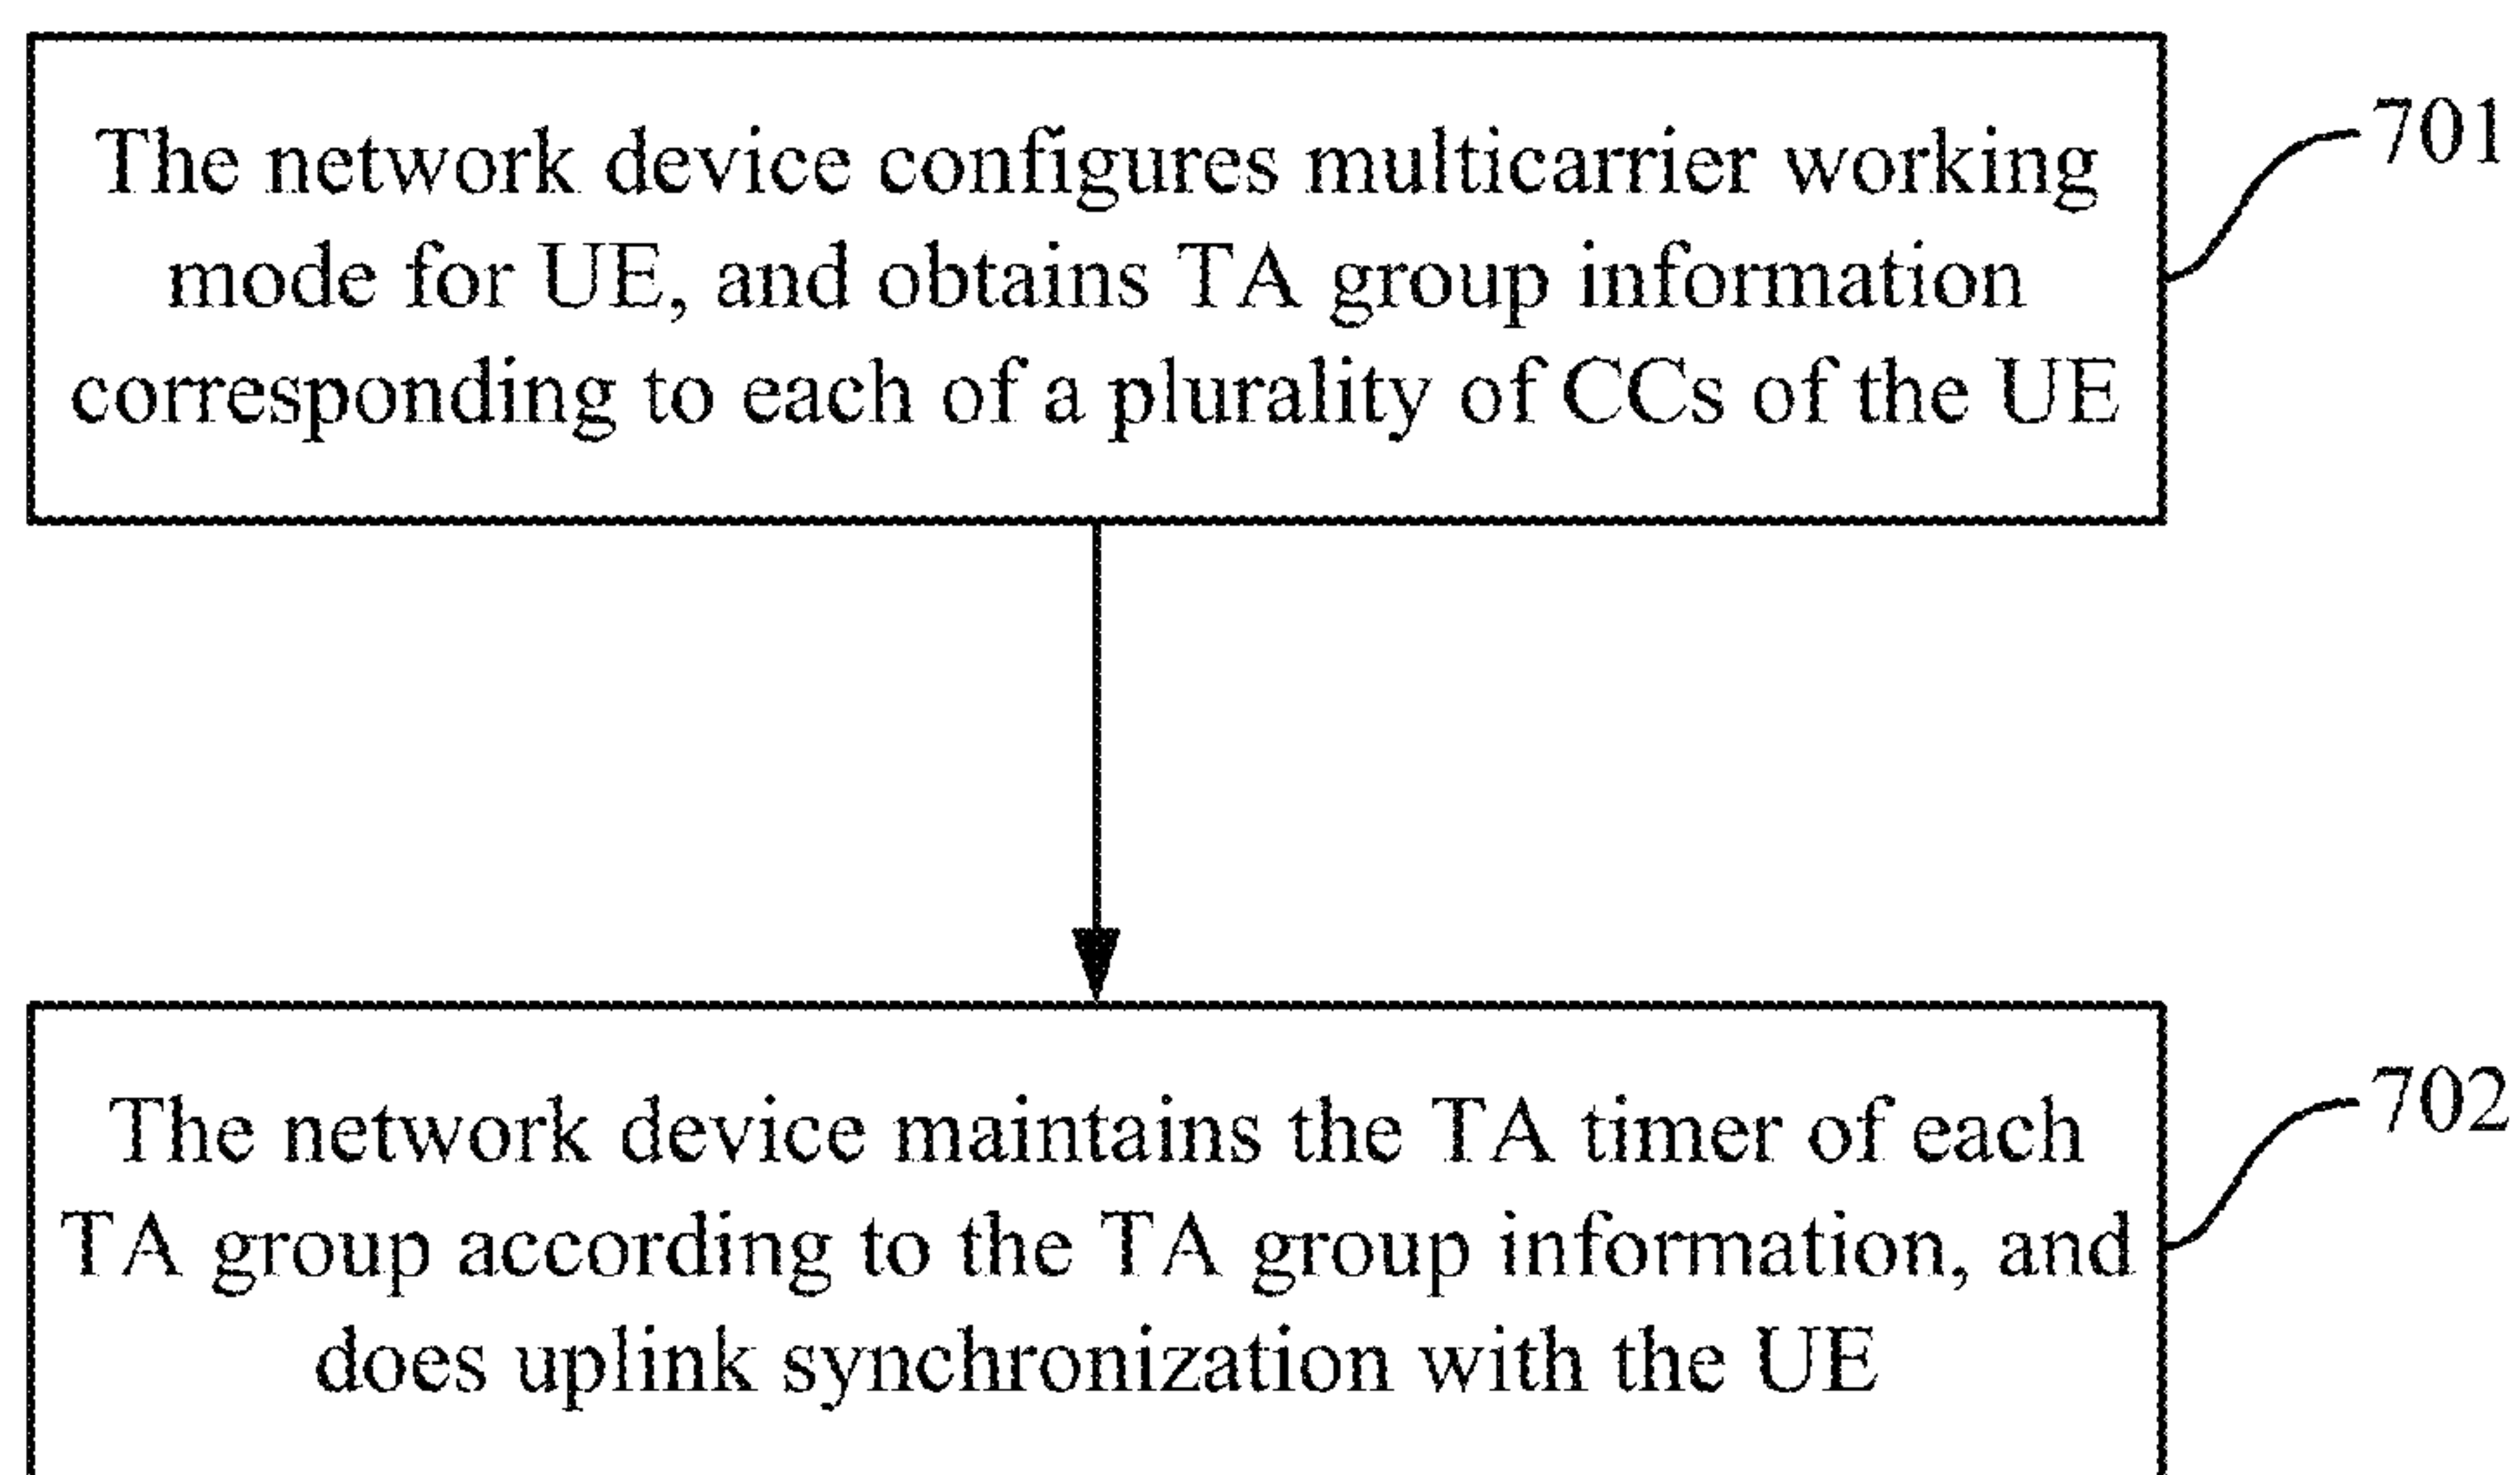 The network device configures multicarrier working
mode for UE, and obtains TA group information
corresponding to each of a plurality of CCs of the UE
701
The network device maintains the TA timer of each
TA group according to the TA group information, and
does uplink synchronization with the UE
702